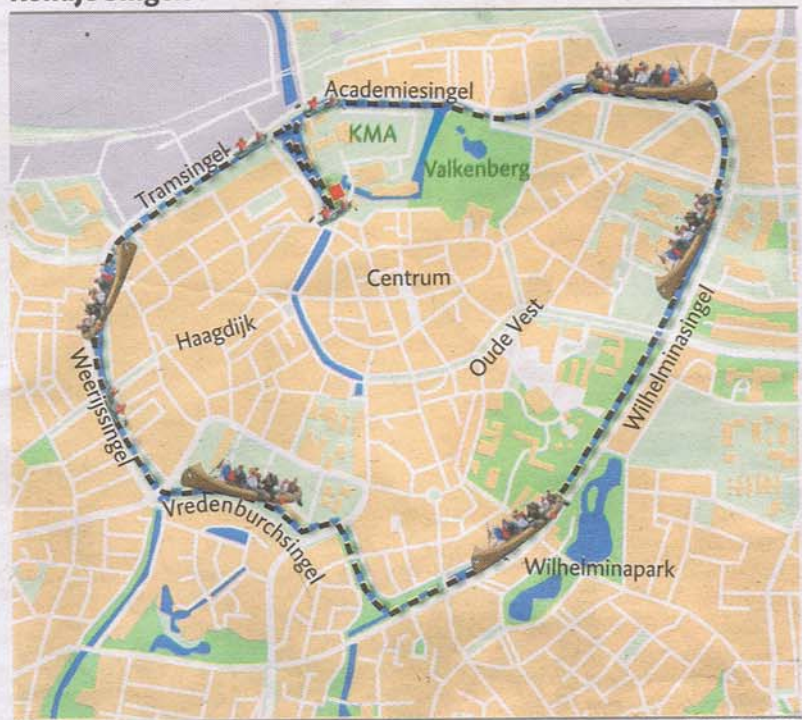 Academiesingel
KMA
Valkenberg
Tramsingel
Centrum
Haagdijk
Oude Vest
Wilhelminasingel
Weerijssingel
Vredenburchsingel
Wilhelminapark